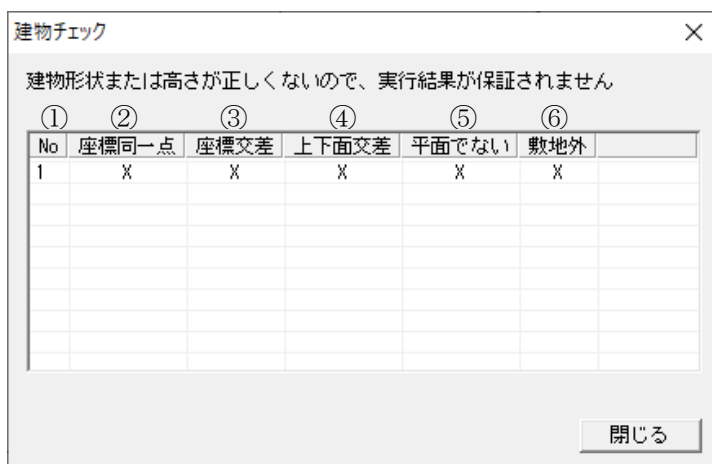 建物チェック
建物形状または高さが正しくないので、実行結果が保証されません
① ② ③ ④ ⑤ ⑥
No 座標同一点 座標交差 上下面交差 平面でない 敷地外
1 X X X X X
閉じる